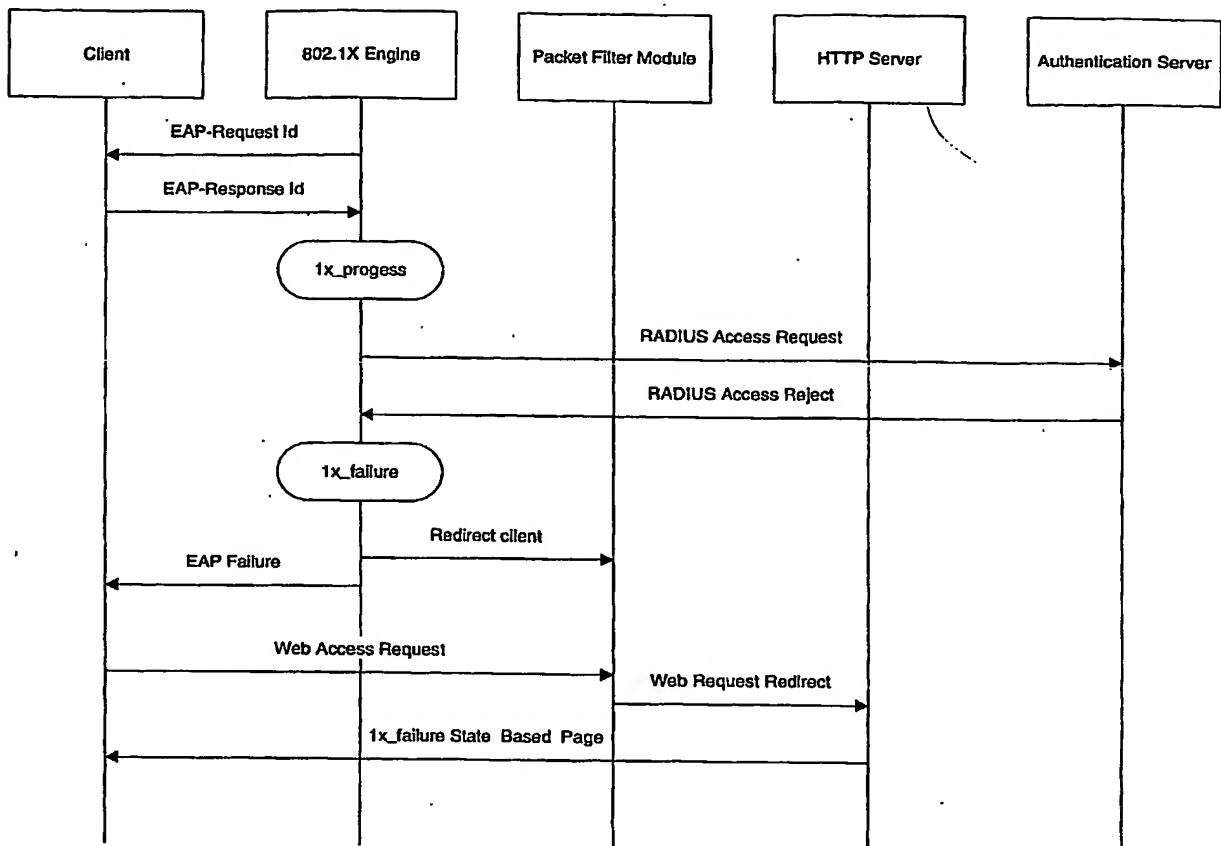 Client
802.1X Engine
Packet Filter Module
HTTP Server
Authentication Server
EAP-Request Id
EAP-Response Id
1x_progess
RADIUS Access Request
RADIUS Access Reject
1x_failure
Redirect client
EAP Failure
Web Access Request
Web Request Redirect
1x_failure State Based Page